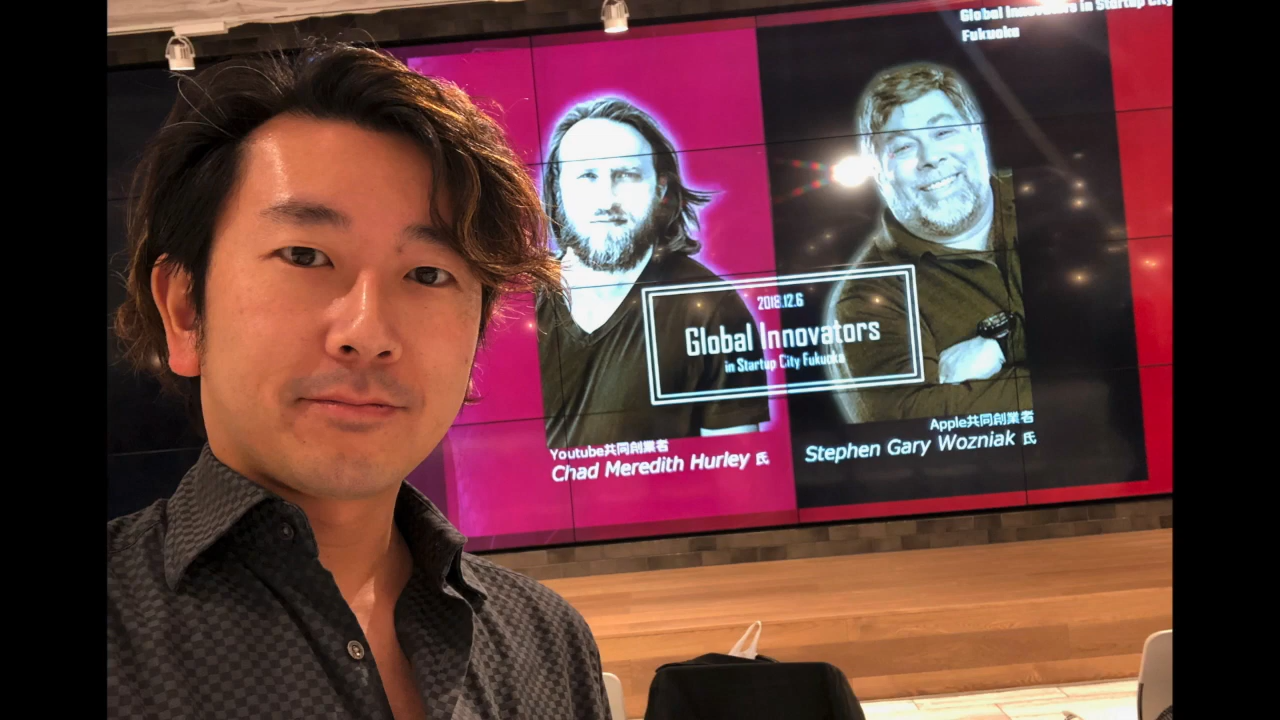 Global Innovators in Startup City
Fukuoka
2018.12.6
Global Innovators
in Startup City Fukuoka
Youtube共同創業者
Chad Meredith Hurley 氏
Apple共同創業者
Stephen Gary Wozniak 氏